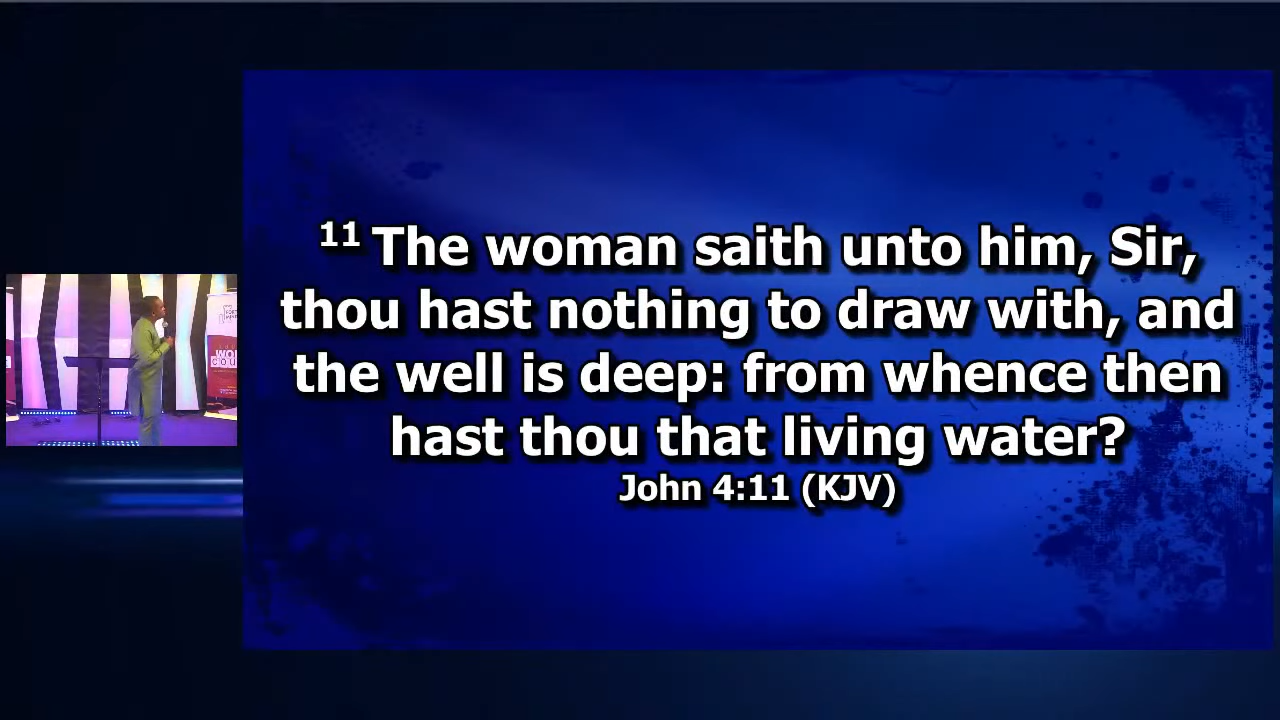 11 The woman saith unto him, Sir,
thou hast nothing to draw with, and
the well is deep: from whence then
hast thou that living water?
John 4:11 (KJV)